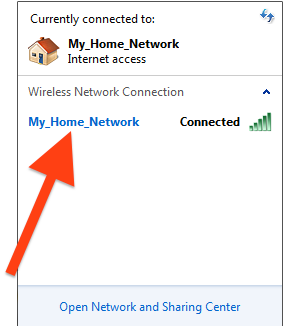 Currently connected to:
My_Home_Network
Internet access
Wireless Network Connection
My_Home_Network Connected
Open Network and Sharing Center